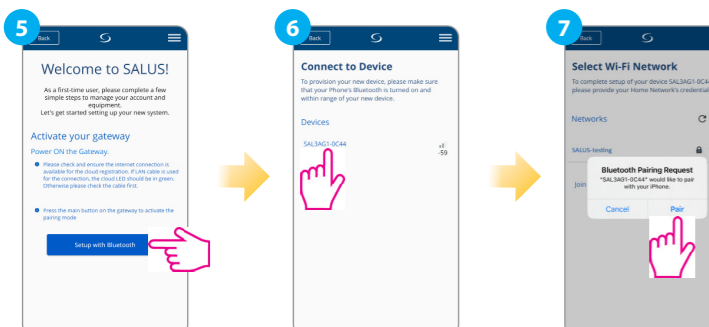 5
Back
Welcome to SALUS!
As a first-time user, please complete a few
simple steps to manage your account and
equipment.
Let's get started setting up your new system.
Activate your gateway
Power ON the Gateway.
Please check and ensure the internet connection is
available for the cloud registration. If LAN cable is used
for the connection, the cloud LED should be in green.
Otherwise please check the cable first.
Press the main button on the gateway to activate the
pairing mode
Setup with Bluetooth
6
Back
Connect to Device
To provision your new device, please make sure
that your Phone's Bluetooth is turned on and
within range of your new device.
Devices
SAL3AG1-0C44
-59
7
Back
Select Wi-Fi Network
To complete setup of your device SAL3AG1-0C44
please provide your Home Network's credential
Networks
SALUS-testing
Join
Bluetooth Pairing Request
"SAL3AG1-0C44" would like to pair
with your iPhone.
Cancel
Pair